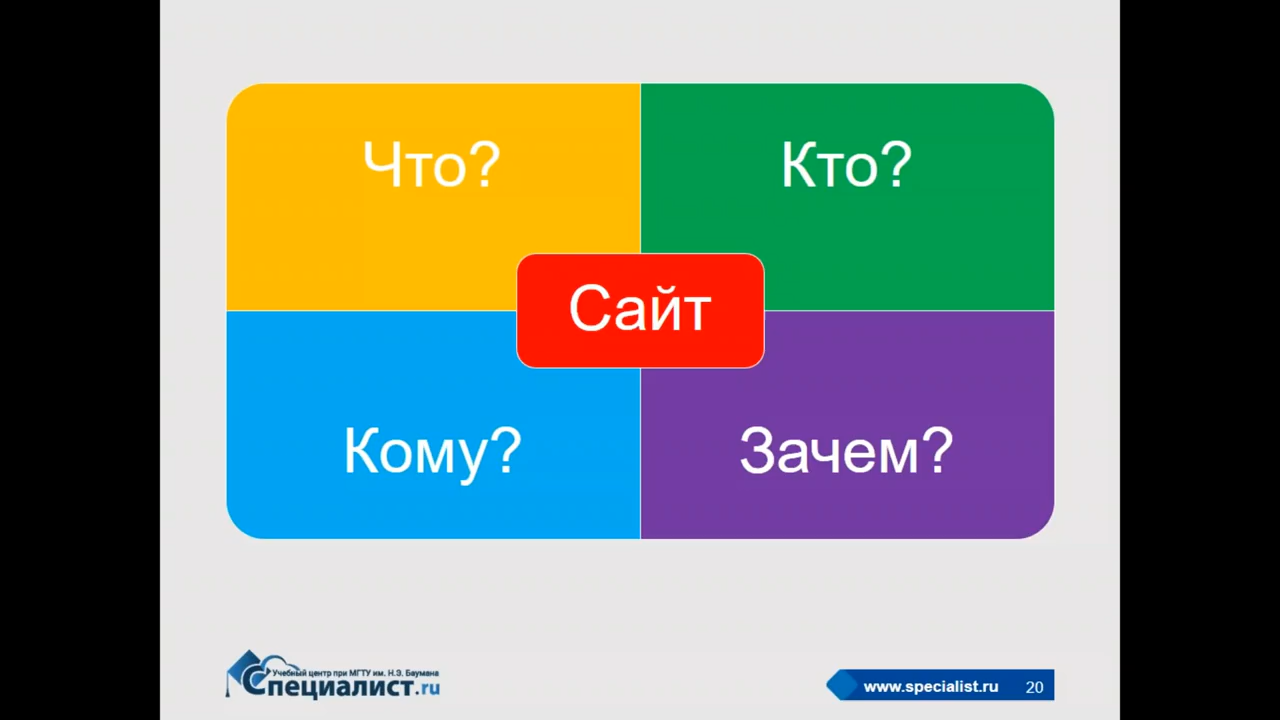 Что?
Кто?
Сайт
Кому?
Зачем?
Учебный центр при МГТУ им. Н.Э. Баумана
Специалист.ru
www.specialist.ru 20